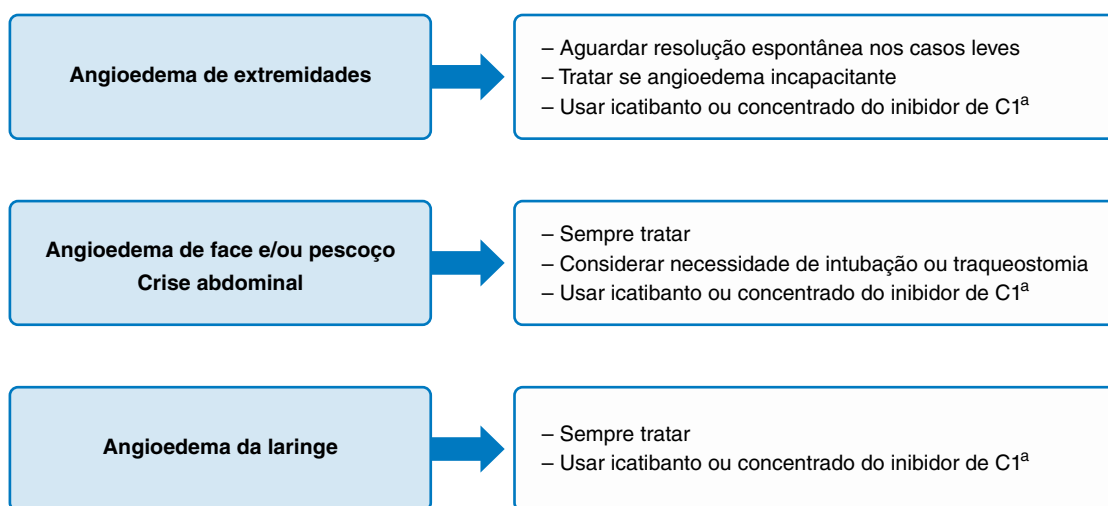 Angioedema de extremidades
– Aguardar resolução espontânea nos casos leves
– Tratar se angioedema incapacitante
– Usar icatibanto ou concentrado do inibidor de C1ª
Angioedema de face e/ou pescoço
Crise abdominal
– Sempre tratar
– Considerar necessidade de intubação ou traqueostomia
– Usar icatibanto ou concentrado do inibidor de C1ª
Angioedema da laringe
– Sempre tratar
– Usar icatibanto ou concentrado do inibidor de C1ª